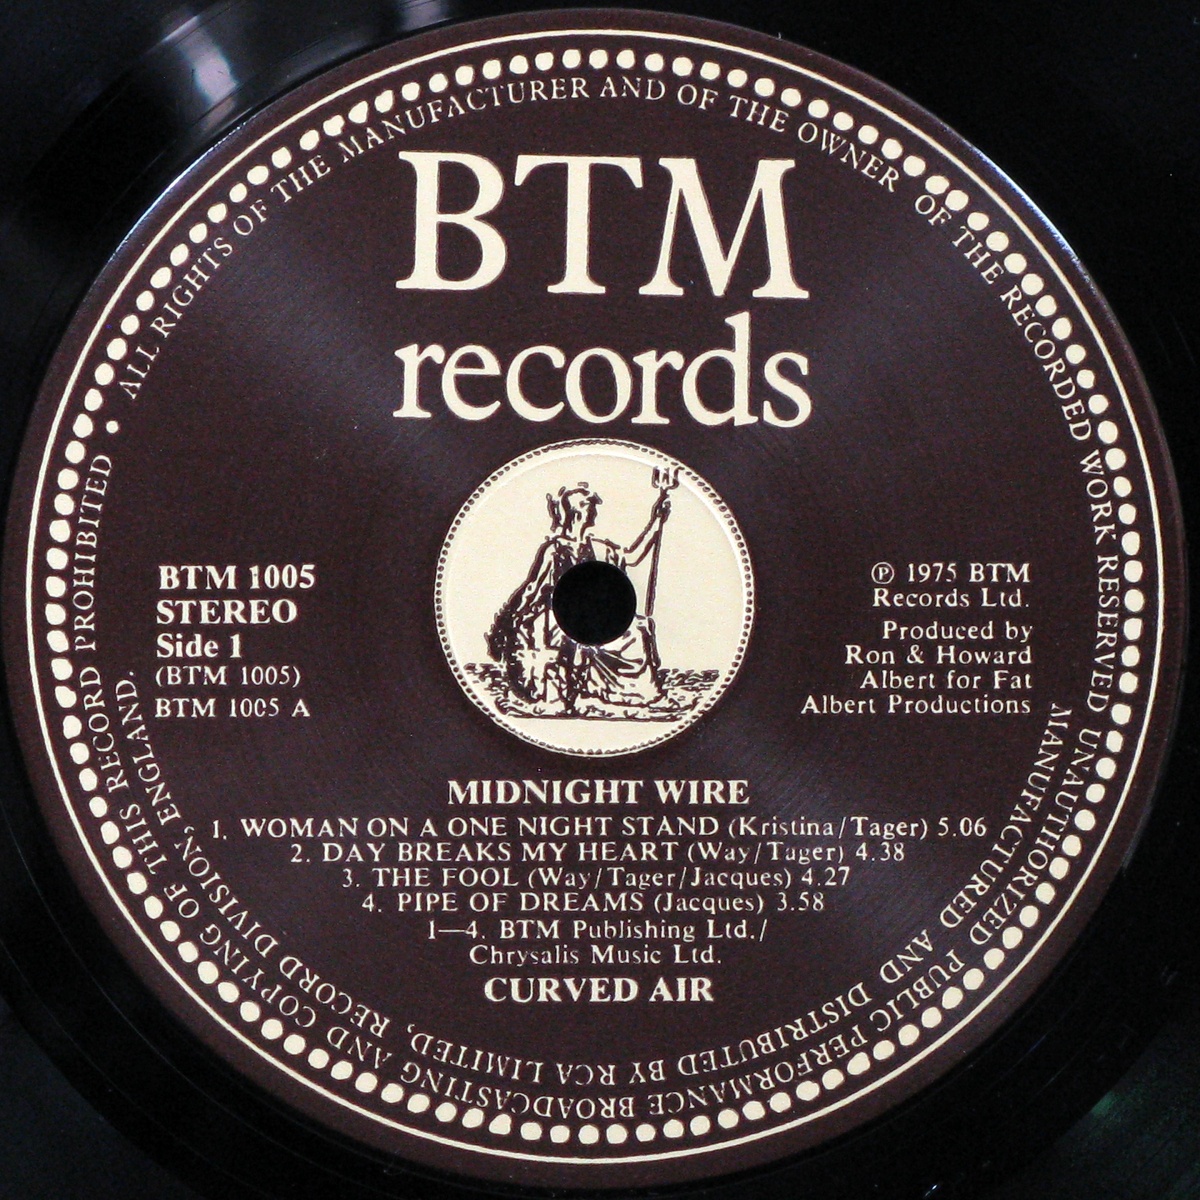 ALL RIGHTS OF THE MANUFACTURER AND OF THE OWNER OF THE RECORDED WORK RESERVED UNAUTHORIZED PUBLIC PERFORMANCE BROADCASTING AND COPYING OF THIS RECORD PROHIBITED •
MANUFACTURED AND DISTRIBUTED BY RCA LIMITED, RECORD DIVISION, ENGLAND.
BTM
records
BTM 1005
STEREO
Side 1
(BTM 1005)
BTM 1005 A
℗ 1975 BTM
Records Ltd.
Produced by
Ron & Howard
Albert for Fat
Albert Productions
MIDNIGHT WIRE
1. WOMAN ON A ONE NIGHT STAND (Kristina/Tager) 5.06
2. DAY BREAKS MY HEART (Way/Tager) 4.38
3. THE FOOL (Way/Tager/Jacques) 4.27
4. PIPE OF DREAMS (Jacques) 3.58
1—4. BTM Publishing Ltd./
Chrysalis Music Ltd.
CURVED AIR